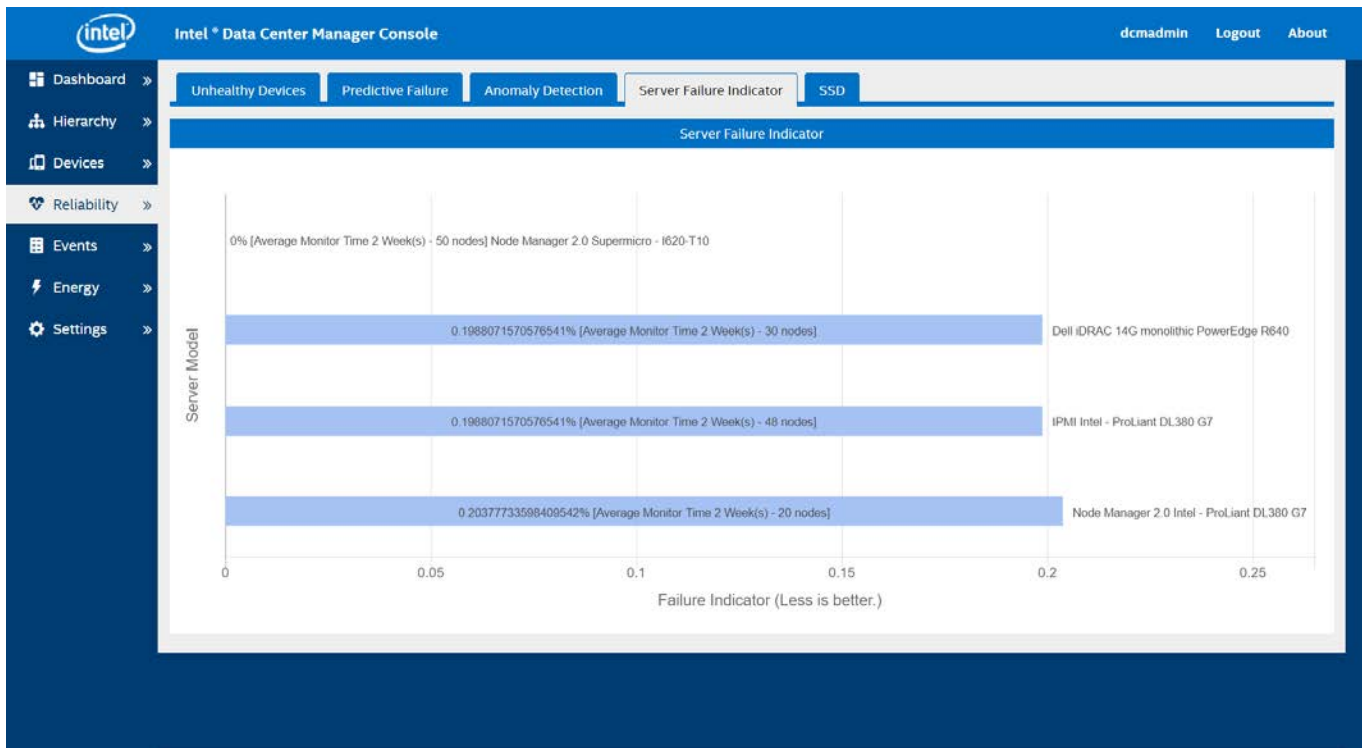 intel
Intel ® Data Center Manager Console
dcmadmin Logout About
Dashboard »
Hierarchy »
Devices »
Reliability »
Events »
Energy »
Settings »
Unhealthy Devices Predictive Failure Anomaly Detection Server Failure Indicator SSD
Server Failure Indicator
0% [Average Monitor Time 2 Week(s) - 50 nodes] Node Manager 2.0 Supermicro - I620-T10
0.1988071570576541% [Average Monitor Time 2 Week(s) - 30 nodes] Dell iDRAC 14G monolithic PowerEdge R640
0.1988071570576541% [Average Monitor Time 2 Week(s) - 48 nodes] IPMI Intel - ProLiant DL380 G7
0.20377733598409542% [Average Monitor Time 2 Week(s) - 20 nodes] Node Manager 2.0 Intel - ProLiant DL380 G7
Server Model
0 0.05 0.1 0.15 0.2 0.25
Failure Indicator (Less is better.)